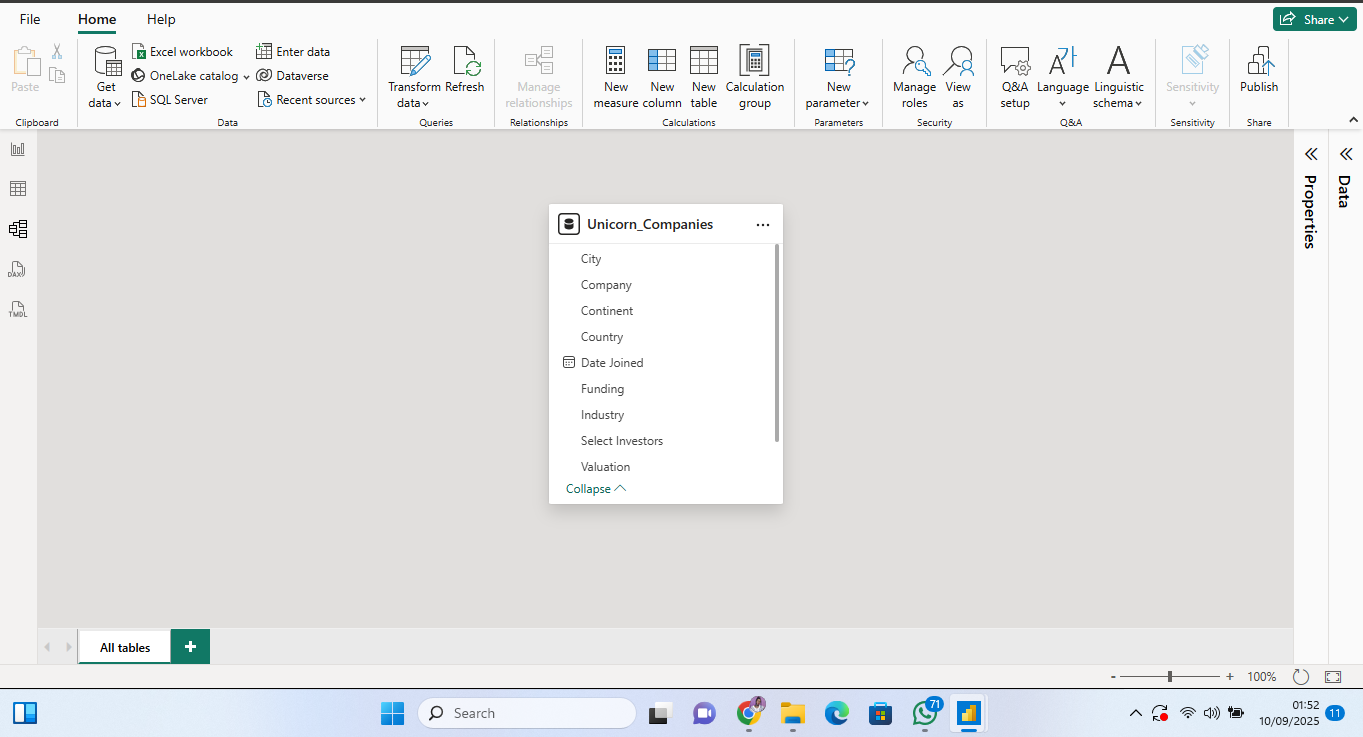 File Home Help
Share
Paste
Clipboard
Get data
Excel workbook
OneLake catalog
SQL Server
Enter data
Dataverse
Recent sources
Data
Transform data
Refresh
Queries
Manage relationships
Relationships
New measure
New column
New table
Calculation group
Calculations
New parameter
Parameters
Manage roles
View as
Security
Q&A setup
Language
Linguistic schema
Q&A
Sensitivity
Sensitivity
Publish
Share
DAX
TMDL
Properties
Data
Unicorn_Companies
City
Company
Continent
Country
Date Joined
Funding
Industry
Select Investors
Valuation
Collapse
All tables
100%
Search
71
01:52
10/09/2025
11